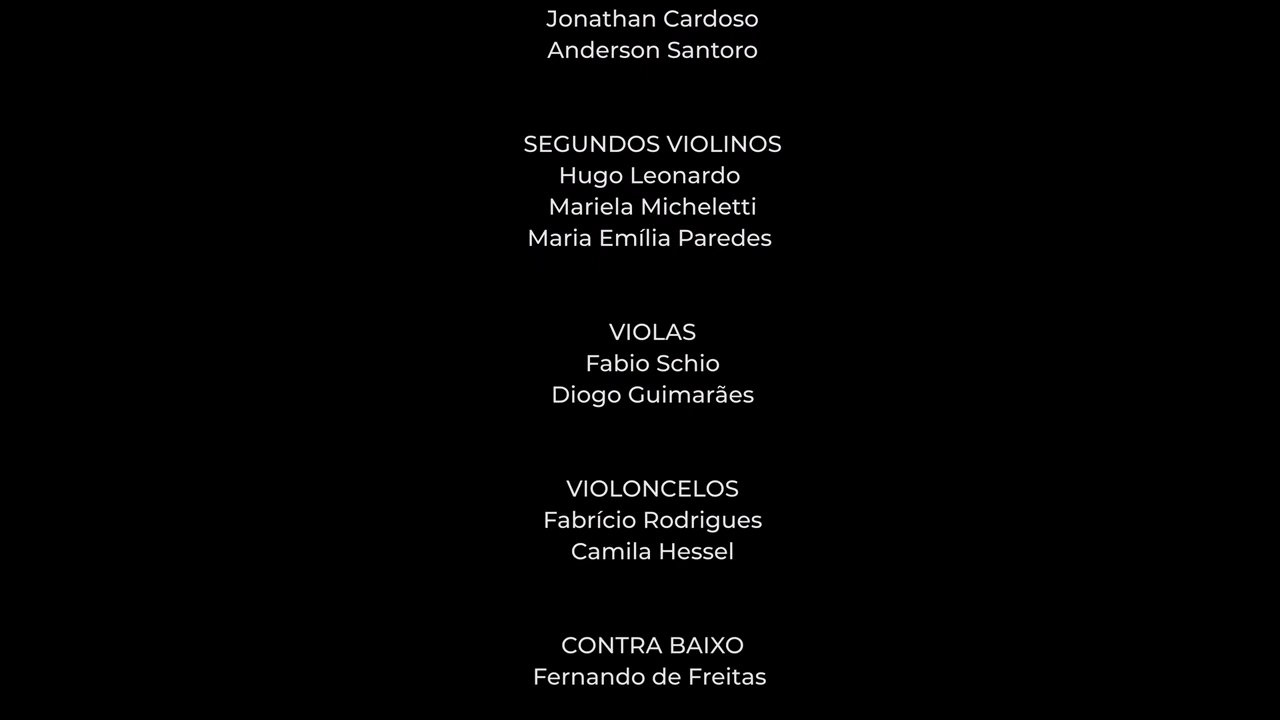 Jonathan Cardoso
Anderson Santoro
SEGUNDOS VIOLINOS
Hugo Leonardo
Mariela Micheletti
Maria Emília Paredes
VIOLAS
Fabio Schio
Diogo Guimarães
VIOLONCELOS
Fabrício Rodrigues
Camila Hessel
CONTRA BAIXO
Fernando de Freitas